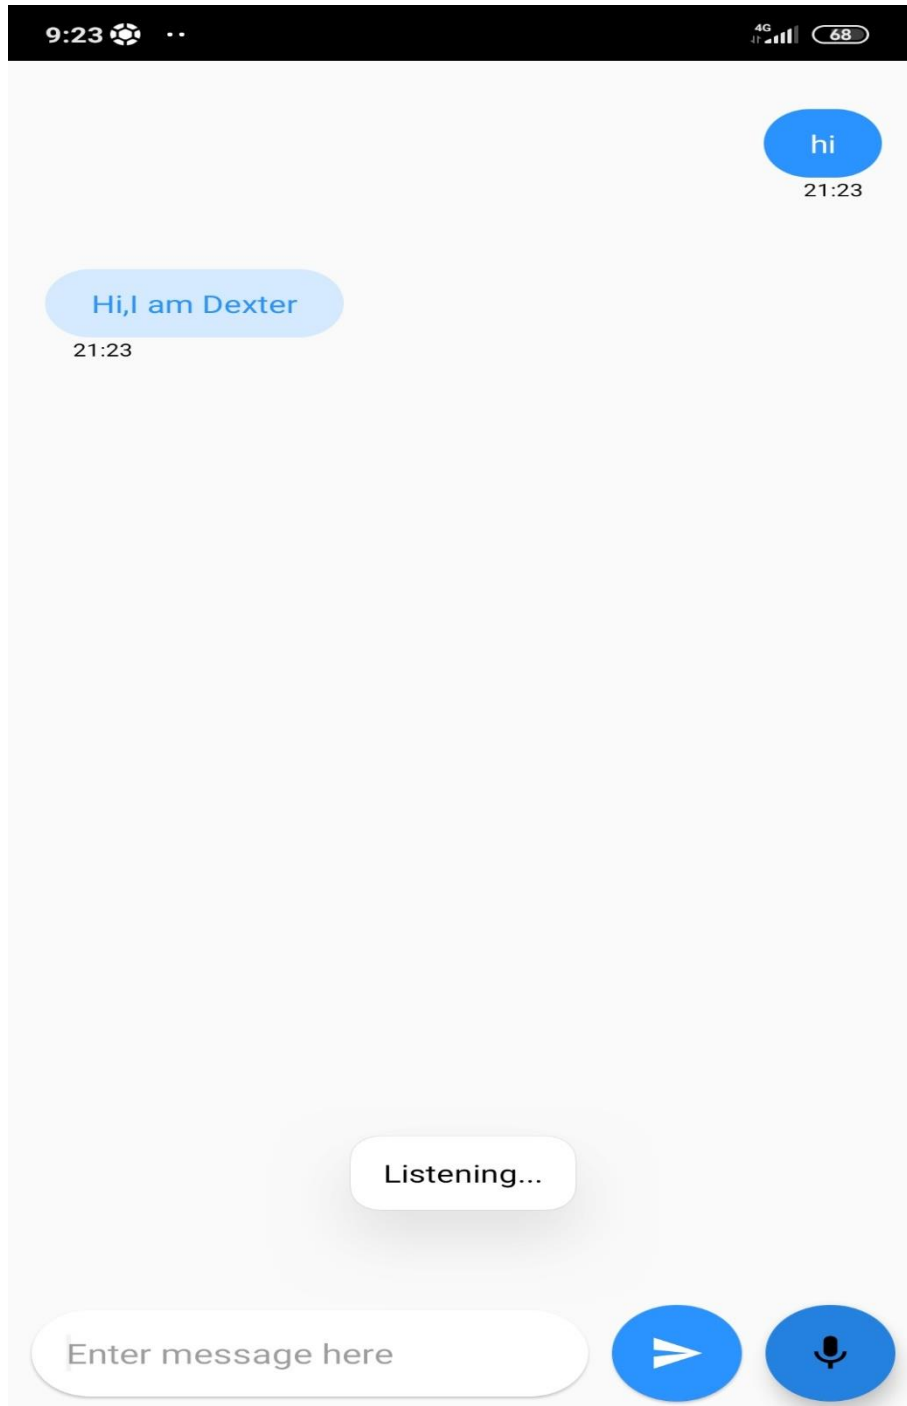 9:23
4G
68
hi
21:23
Hi,I am Dexter
21:23
Listening...
Enter message here